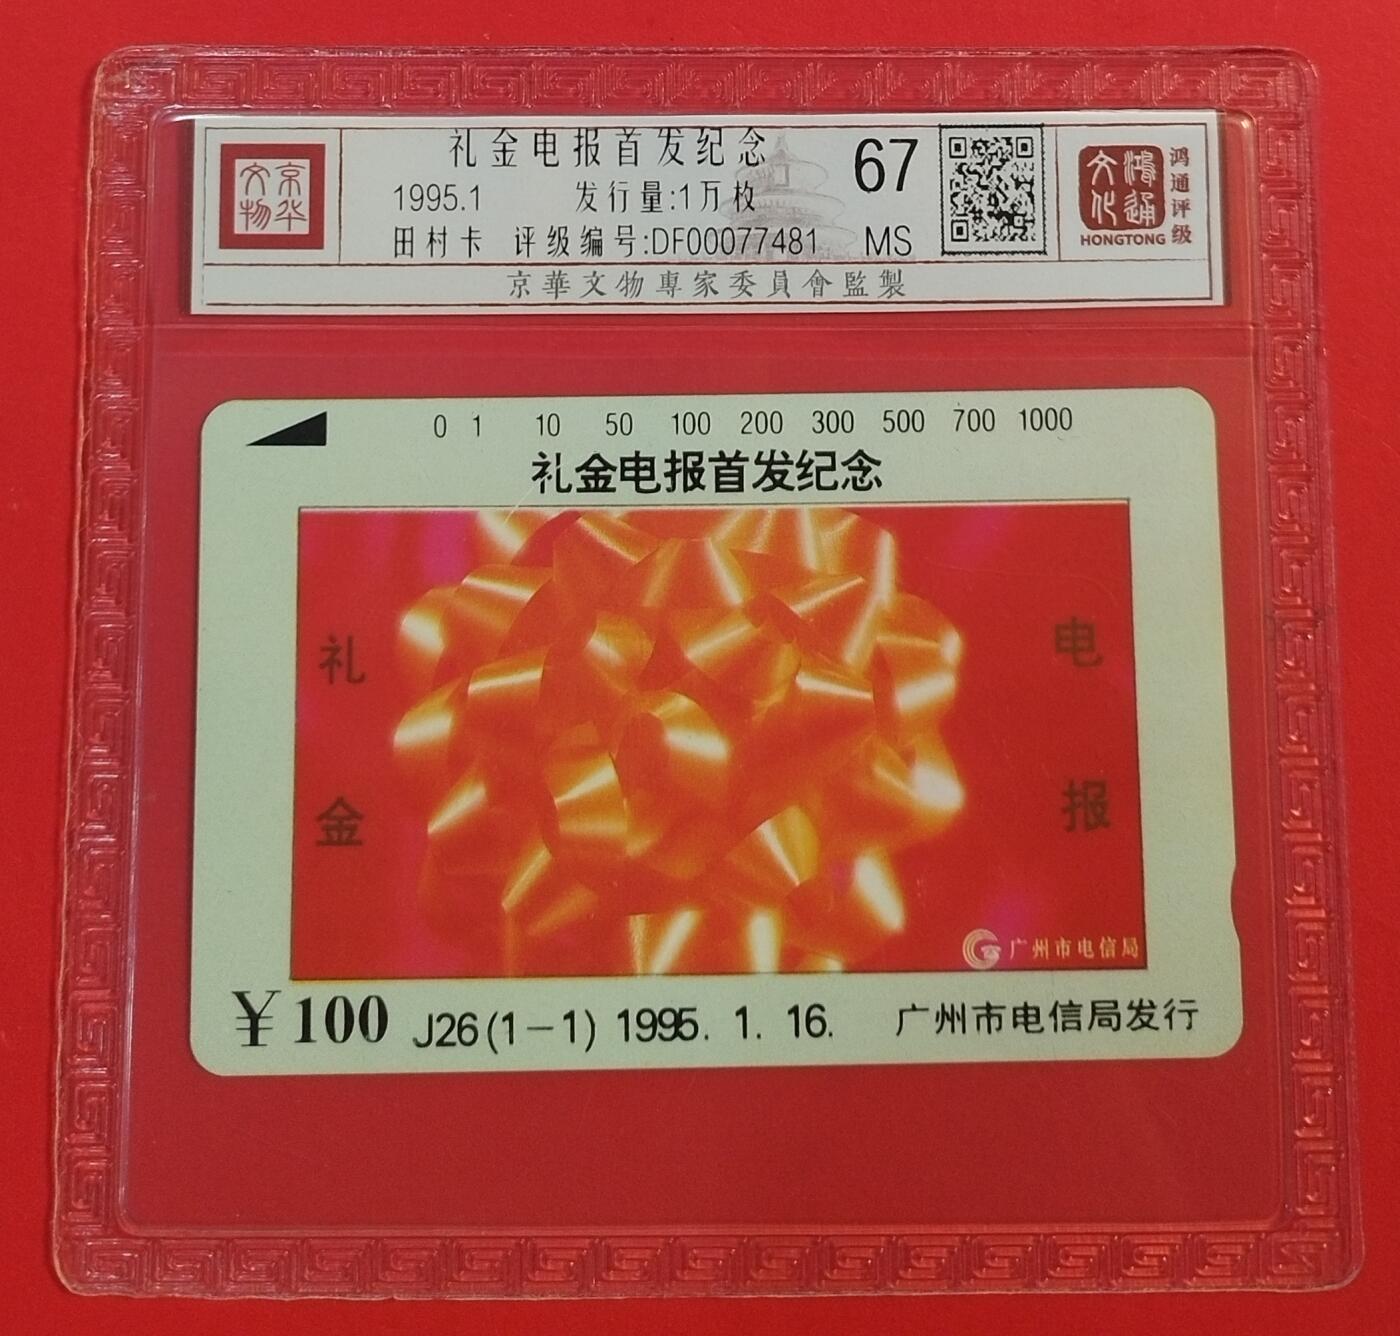 京华文物
礼金电报首发纪念
1995.1 发行量:1万枚
田村卡 评级编号:DF00077481
67
MS
鸿通文化
HONGTONG
鸿通评级
京華文物專家委員會監製
0 1 10 50 100 200 300 500 700 1000
礼金电报首发纪念
礼金
电报
广州市电信局
￥100 J26(1-1) 1995. 1. 16. 广州市电信局发行